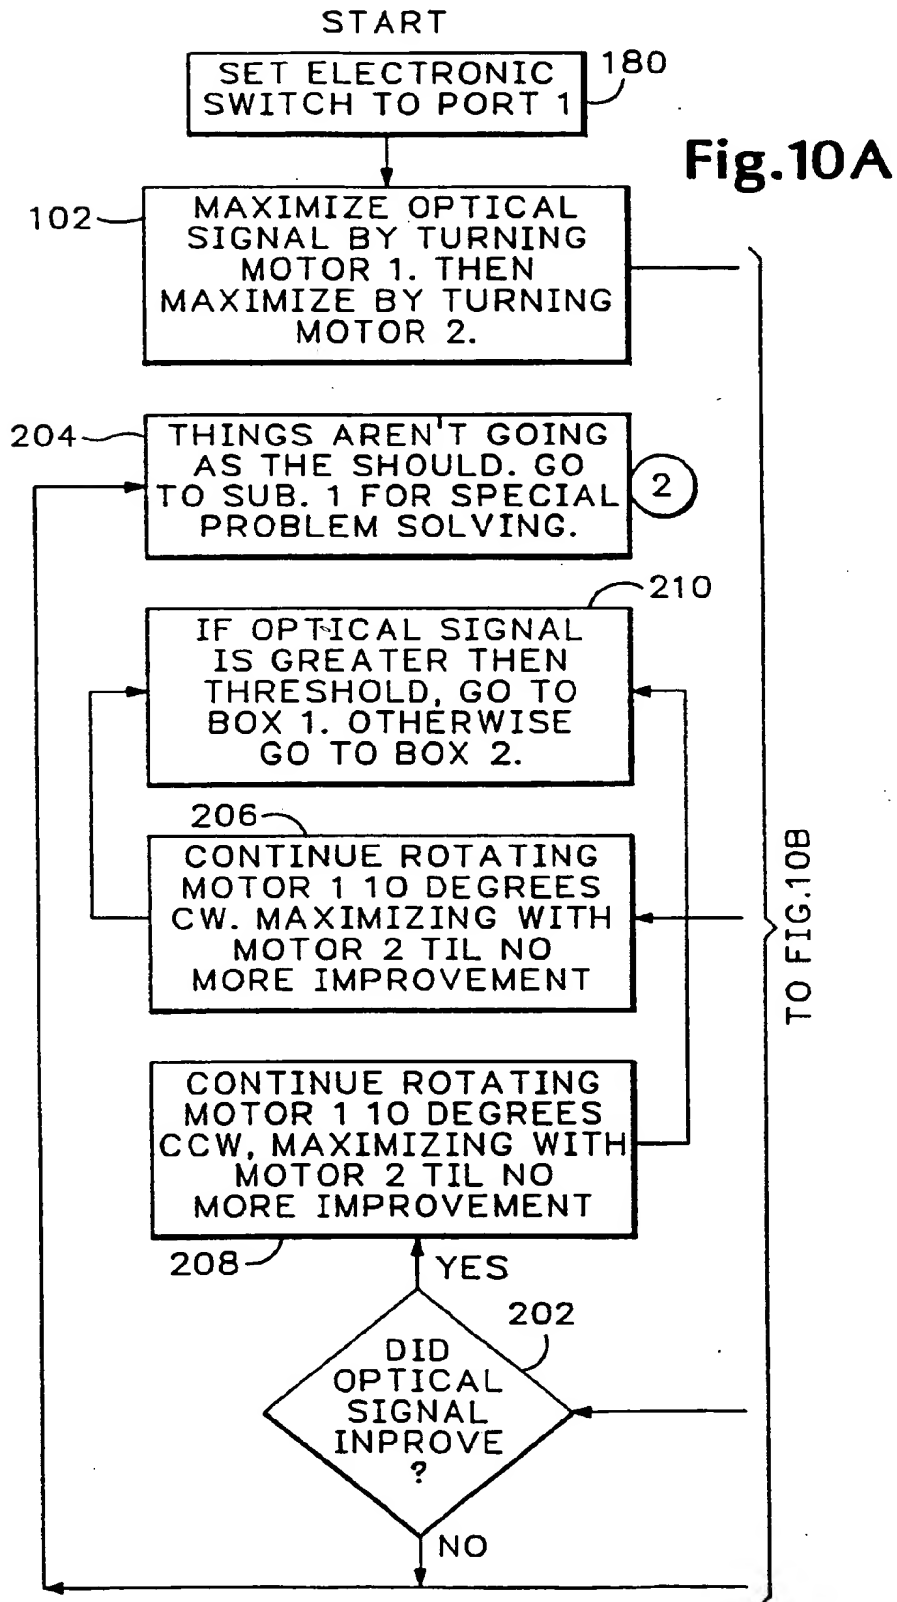 START
SET ELECTRONIC
SWITCH TO PORT 1
180
Fig.10A
102
MAXIMIZE OPTICAL
SIGNAL BY TURNING
MOTOR 1. THEN
MAXIMIZE BY TURNING
MOTOR 2.
204
THINGS AREN'T GOING
AS THE SHOULD. GO
TO SUB. 1 FOR SPECIAL
PROBLEM SOLVING.
2
210
IF OPTICAL SIGNAL
IS GREATER THEN
THRESHOLD, GO TO
BOX 1. OTHERWISE
GO TO BOX 2.
206
CONTINUE ROTATING
MOTOR 1 10 DEGREES
CW. MAXIMIZING WITH
MOTOR 2 TIL NO
MORE IMPROVEMENT
TO FIG.10B
CONTINUE ROTATING
MOTOR 1 10 DEGREES
CCW, MAXIMIZING WITH
MOTOR 2 TIL NO
MORE IMPROVEMENT
208
YES
202
DID
OPTICAL
SIGNAL
INPROVE
?
NO